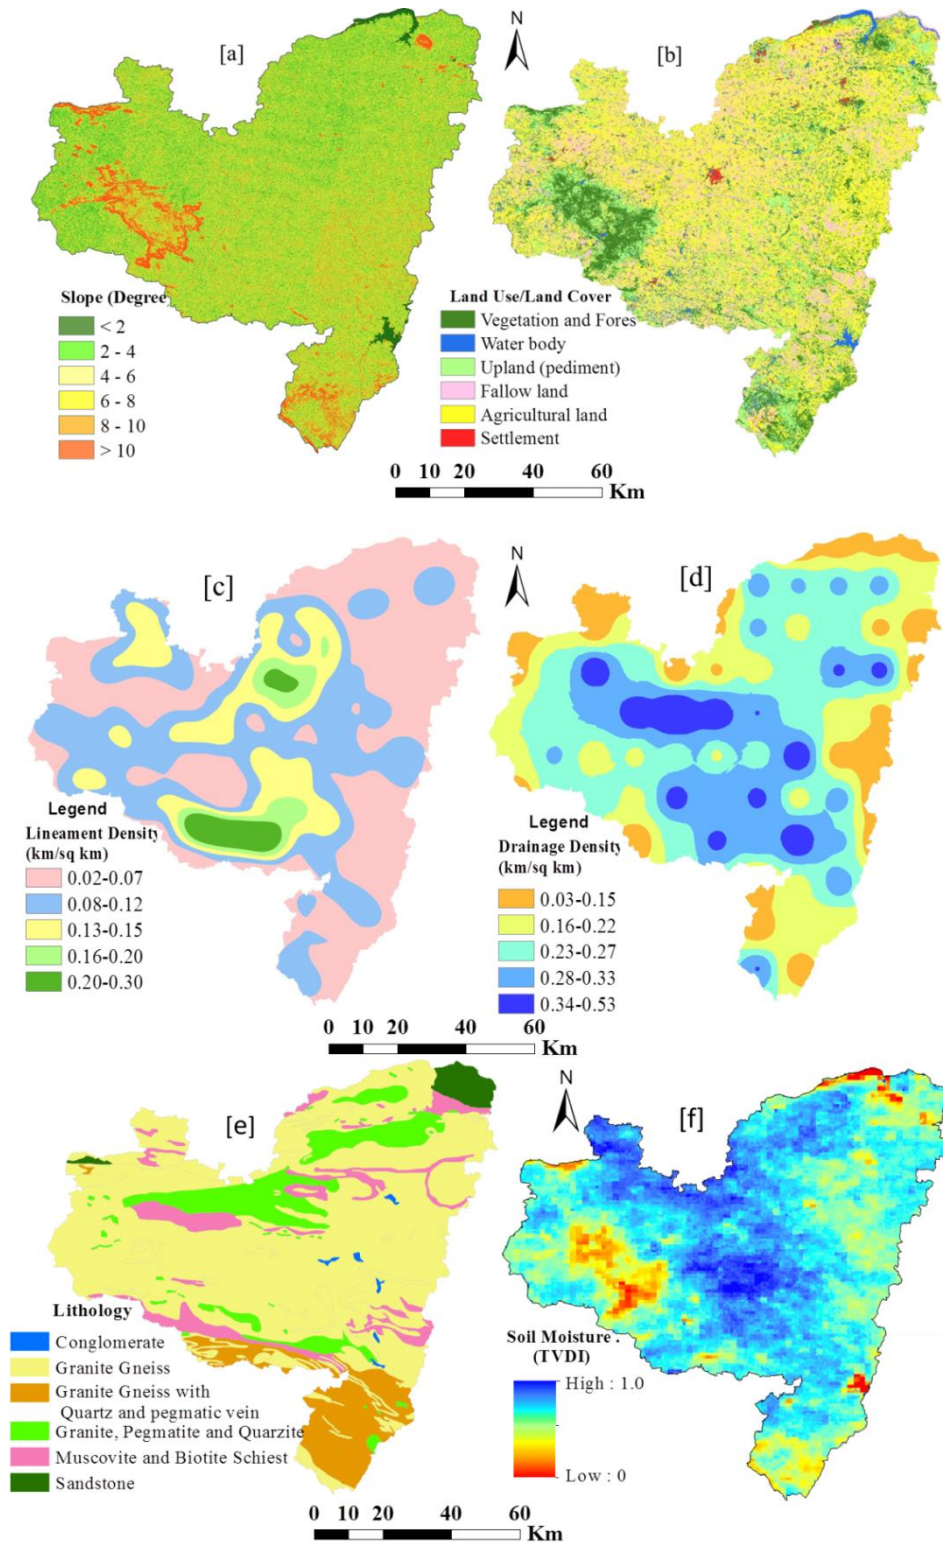 [a]
N
[b]
Slope (Degree
< 2
2 - 4
4 - 6
6 - 8
8 - 10
> 10
Land Use/Land Cover
Vegetation and Fores
Water body
Upland (pediment)
Fallow land
Agricultural land
Settlement
0 10 20 40 60
Km
[c]
N
[d]
Legend
Lineament Density
(km/sq km)
0.02-0.07
0.08-0.12
0.13-0.15
0.16-0.20
0.20-0.30
Legend
Drainage Density
(km/sq km)
0.03-0.15
0.16-0.22
0.23-0.27
0.28-0.33
0.34-0.53
0 10 20 40 60
Km
[e]
N
[f]
Lithology
Conglomerate
Granite Gneiss
Granite Gneiss with
Quartz and pegmatic vein
Granite, Pegmatite and Quarzite
Muscovite and Biotite Schiest
Sandstone
Soil Moisture .
(TVDI)
High : 1.0
Low : 0
0 10 20 40 60
Km